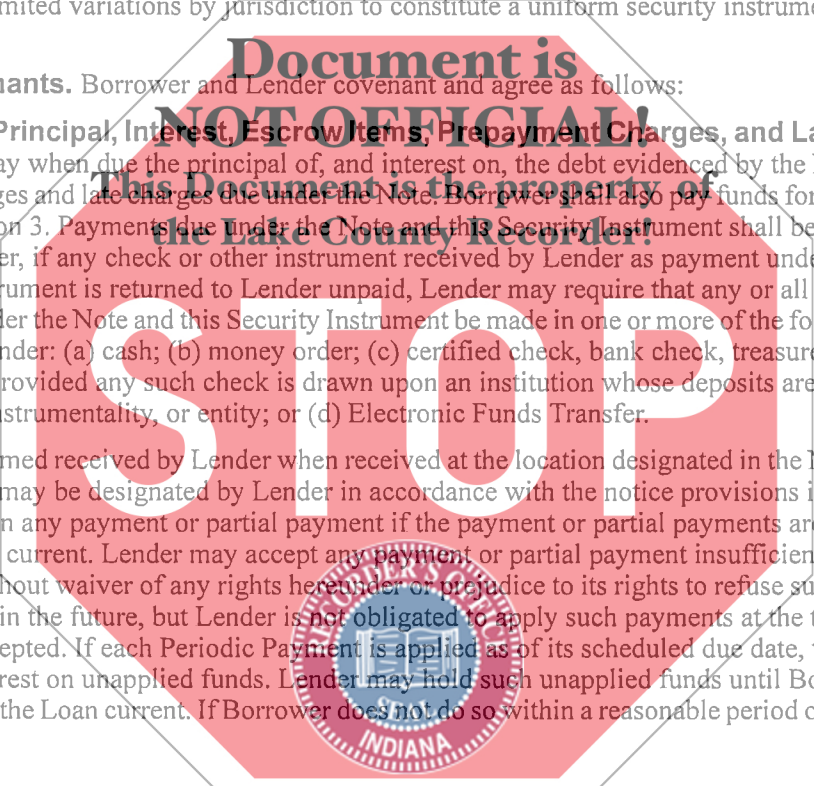 mited variations by jurisdiction to constitute a uniform security instrume
Document is
nants. Borrower and Lender covenant and agree as follows:
NOT OFFICIAL!
Principal, Interest, Escrow Items, Prepayment Charges, and La
ay when due the principal of, and interest on, the debt evidenced by the
This Document is the property of
ges and late charges due under the Note. Borrower shall also pay funds for
on 3. Payments due under the Note and this Security Instrument shall be
the Lake County Recorder!
er, if any check or other instrument received by Lender as payment unde
rument is returned to Lender unpaid, Lender may require that any or all
der the Note and this Security Instrument be made in one or more of the fo
nder: (a) cash; (b) money order; (c) certified check, bank check, treasure
provided any such check is drawn upon an institution whose deposits are
nstrumentality, or entity; or (d) Electronic Funds Transfer.
STOP
med received by Lender when received at the location designated in the N
may be designated by Lender in accordance with the notice provisions i
n any payment or partial payment if the payment or partial payments are
current. Lender may accept any payment or partial payment insufficien
hout waiver of any rights hereunder or prejudice to its rights to refuse su
in the future, but Lender is not obligated to apply such payments at the t
epted. If each Periodic Payment is applied as of its scheduled due date,
rest on unapplied funds. Lender may hold such unapplied funds until Bo
the Loan current. If Borrower does not do so within a reasonable period o
RECORDER'S OFFICE
SEAL
INDIANA